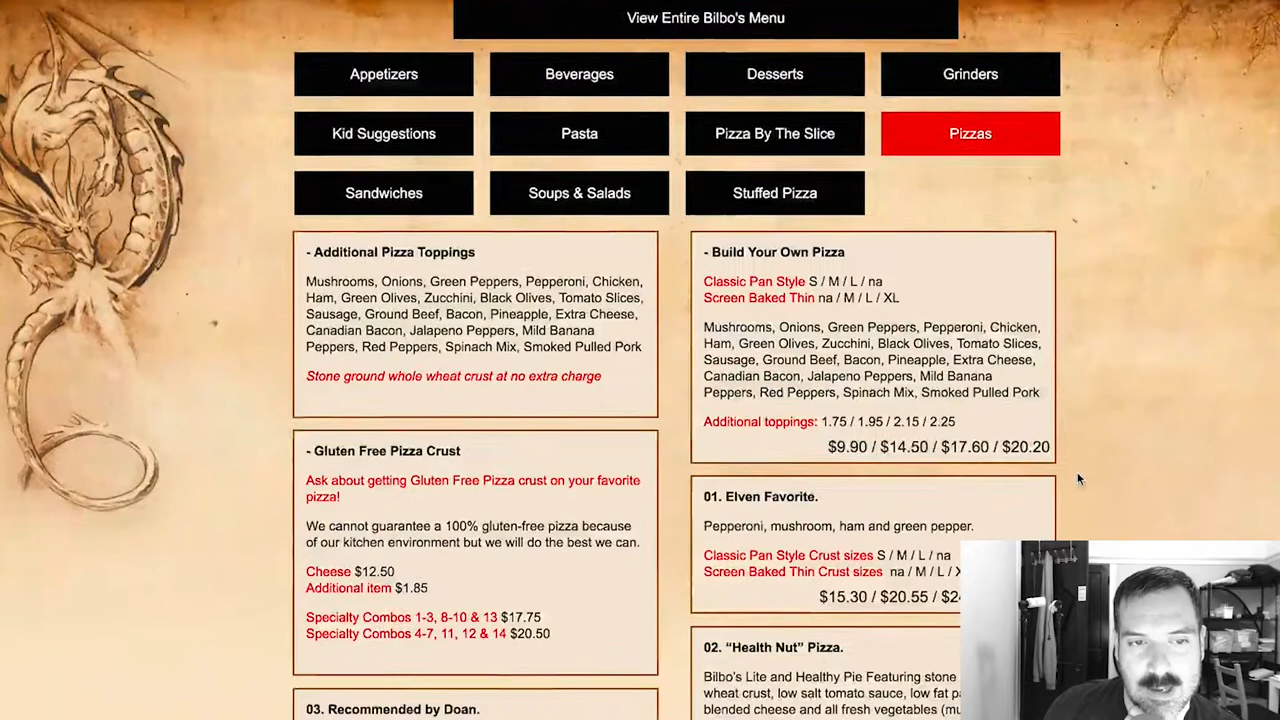 View Entire Bilbo's Menu
Appetizers
Beverages
Desserts
Grinders
Kid Suggestions
Pasta
Pizza By The Slice
Pizzas
Sandwiches
Soups & Salads
Stuffed Pizza
- Additional Pizza Toppings
Mushrooms, Onions, Green Peppers, Pepperoni, Chicken,
Ham, Green Olives, Zucchini, Black Olives, Tomato Slices,
Sausage, Ground Beef, Bacon, Pineapple, Extra Cheese,
Canadian Bacon, Jalapeno Peppers, Mild Banana
Peppers, Red Peppers, Spinach Mix, Smoked Pulled Pork
Stone ground whole wheat crust at no extra charge
- Gluten Free Pizza Crust
Ask about getting Gluten Free Pizza crust on your favorite
pizza!
We cannot guarantee a 100% gluten-free pizza because
of our kitchen environment but we will do the best we can.
Cheese $12.50
Additional item $1.85
Specialty Combos 1-3, 8-10 & 13 $17.75
Specialty Combos 4-7, 11, 12 & 14 $20.50
03. Recommended by Doan.
- Build Your Own Pizza
Classic Pan Style S / M / L / na
Screen Baked Thin na / M / L / XL
Mushrooms, Onions, Green Peppers, Pepperoni, Chicken,
Ham, Green Olives, Zucchini, Black Olives, Tomato Slices,
Sausage, Ground Beef, Bacon, Pineapple, Extra Cheese,
Canadian Bacon, Jalapeno Peppers, Mild Banana
Peppers, Red Peppers, Spinach Mix, Smoked Pulled Pork
Additional toppings: 1.75 / 1.95 / 2.15 / 2.25
$9.90 / $14.50 / $17.60 / $20.20
01. Elven Favorite.
Pepperoni, mushroom, ham and green pepper.
Classic Pan Style Crust sizes S / M / L / na
Screen Baked Thin Crust sizes na / M / L /
$15.30 / $20.55 /
02. “Health Nut” Pizza.
Bilbo's Lite and Healthy Pie Featuring stone
wheat crust, low salt tomato sauce, low fat
blended cheese and all fresh vegetables